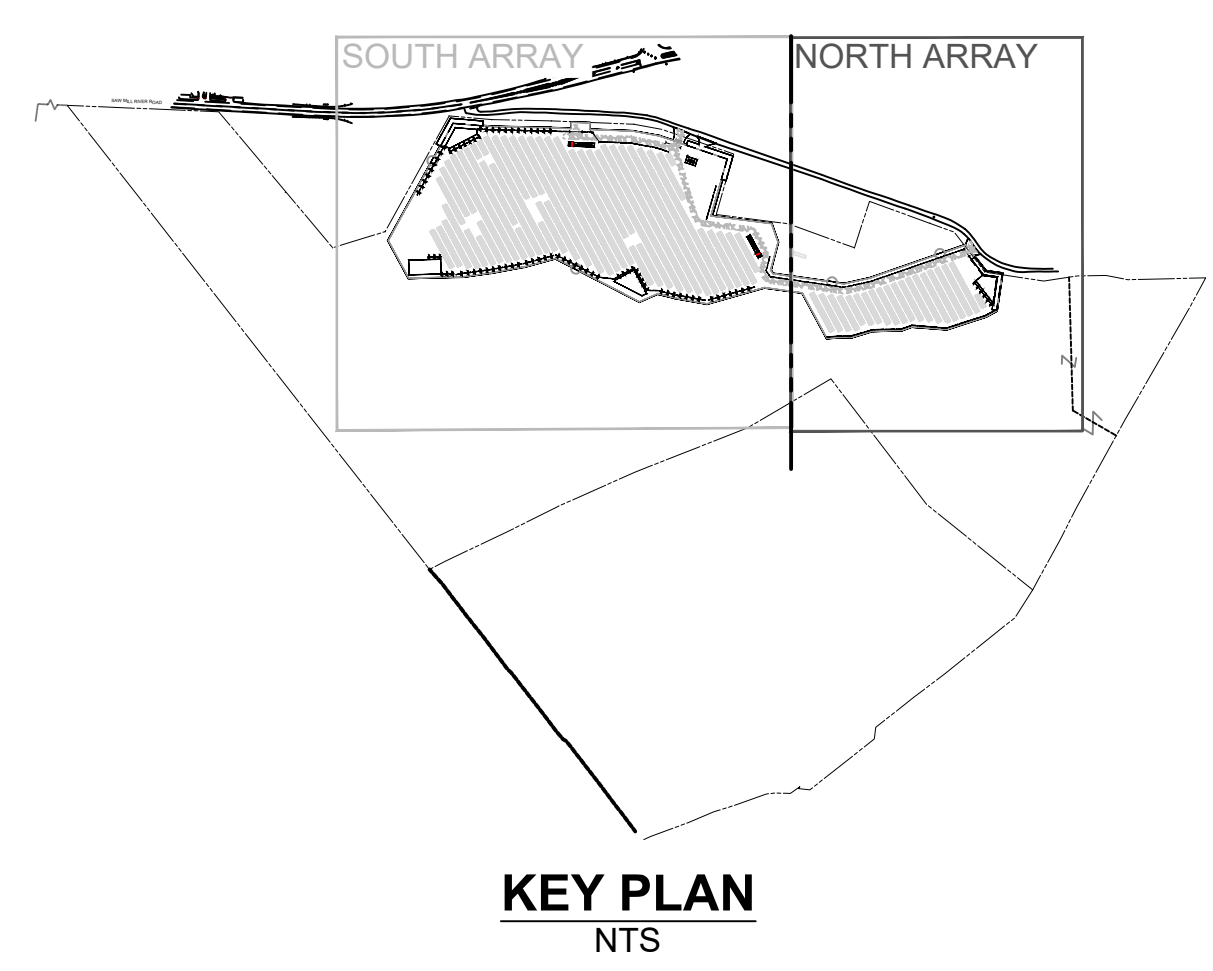 SOUTH ARRAY
NORTH ARRAY
SAW MILL RIVER ROAD
KEY PLAN
NTS